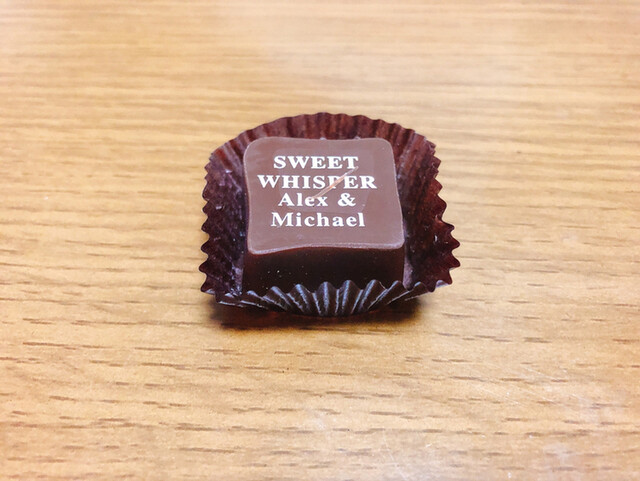 SWEET
WHISPER
Alex &
Michael